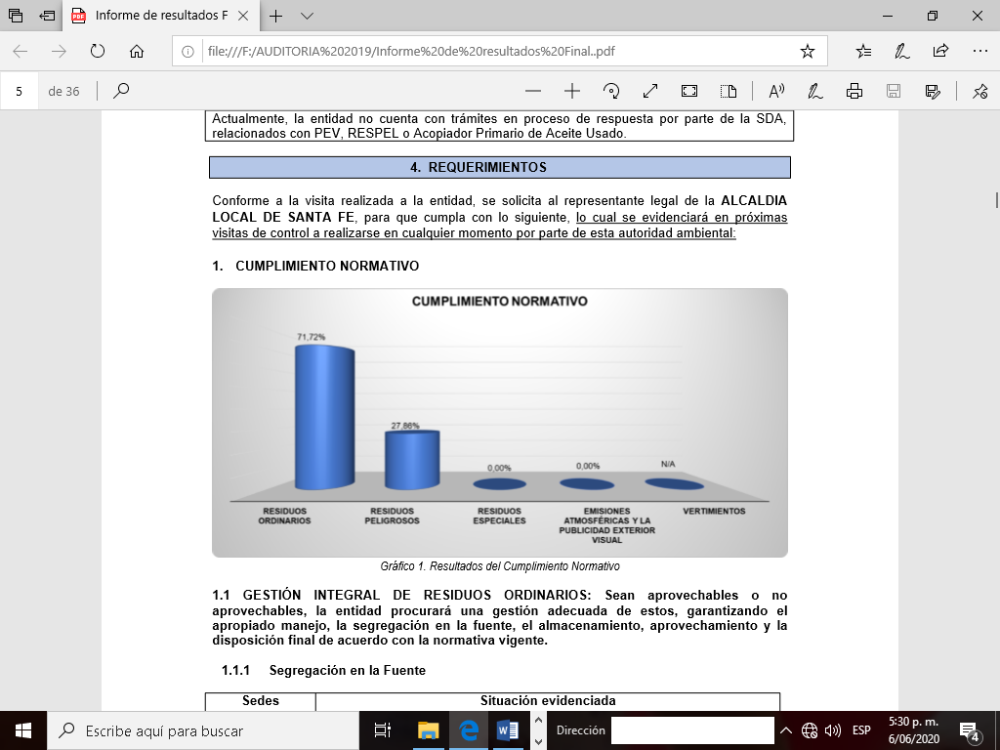 Informe de resultados F
file:///F:/AUDITORIA%202019/Informe%20de%20resultados%20Final..pdf
5 de 36
Actualmente, la entidad no cuenta con trámites en proceso de respuesta por parte de la SDA,
relacionados con PEV, RESPEL o Acopiador Primario de Aceite Usado.
4. REQUERIMIENTOS
Conforme a la visita realizada a la entidad, se solicita al representante legal de la ALCALDIA
LOCAL DE SANTA FE, para que cumpla con lo siguiente, lo cual se evidenciará en próximas
visitas de control a realizarse en cualquier momento por parte de esta autoridad ambiental:
1. CUMPLIMIENTO NORMATIVO
CUMPLIMIENTO NORMATIVO
71,72%
27,86%
0,00%
0,00%
N/A
RESIDUOS
ORDINARIOS
RESIDUOS
PELIGROSOS
RESIDUOS
ESPECIALES
EMISIONES
ATMOSFÉRICAS Y LA
PUBLICIDAD EXTERIOR
VISUAL
VERTIMIENTOS
Gráfico 1. Resultados del Cumplimiento Normativo
1.1 GESTIÓN INTEGRAL DE RESIDUOS ORDINARIOS: Sean aprovechables o no
aprovechables, la entidad procurará una gestión adecuada de estos, garantizando el
apropiado manejo, la segregación en la fuente, el almacenamiento, aprovechamiento y la
disposición final de acuerdo con la normativa vigente.
1.1.1 Segregación en la Fuente
Sedes Situación evidenciada
Escribe aquí para buscar
Dirección
ESP
5:30 p. m.
6/06/2020
4